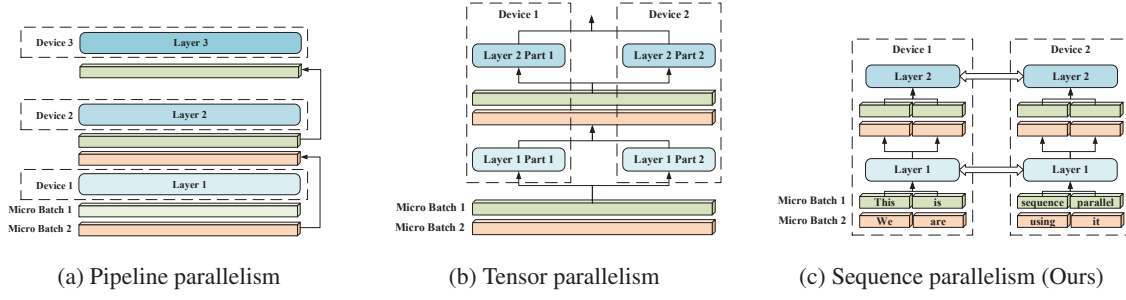 Device 3
Layer 3
Device 2
Layer 2
Device 1
Layer 1
Micro Batch 1
Micro Batch 2
(a) Pipeline parallelism
Device 1
Device 2
Layer 2 Part 1
Layer 2 Part 2
Layer 1 Part 1
Layer 1 Part 2
Micro Batch 1
Micro Batch 2
(b) Tensor parallelism
Device 1
Device 2
Layer 2
Layer 2
Layer 1
Layer 1
Micro Batch 1
This is
sequence parallel
Micro Batch 2
We are
using it
(c) Sequence parallelism (Ours)